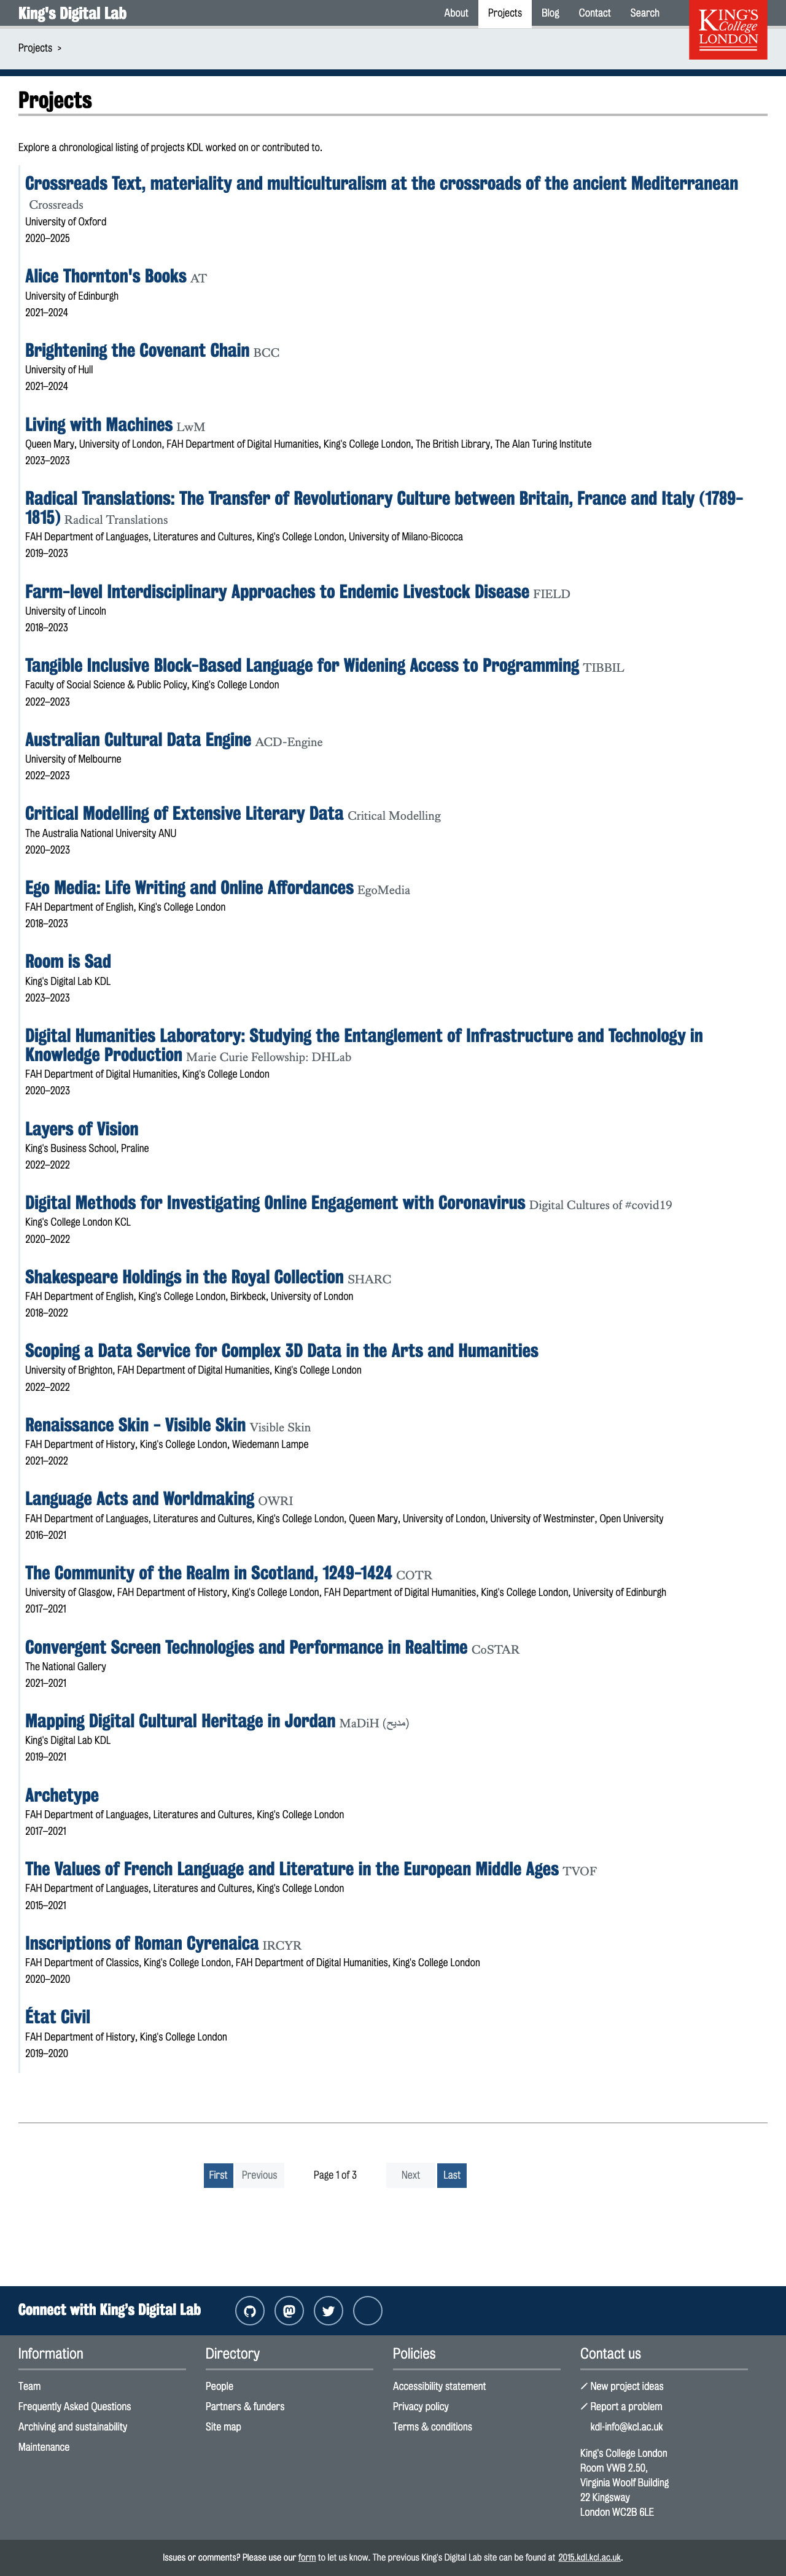 King's Digital Lab
About Projects Blog Contact Search
KING'S
College
LONDON
Projects >
Projects
Explore a chronological listing of projects KDL worked on or contributed to.
Crossreads Text, materiality and multiculturalism at the crossroads of the ancient Mediterranean
Crossreads
University of Oxford
2020–2025
Alice Thornton's Books AT
University of Edinburgh
2021–2024
Brightening the Covenant Chain BCC
University of Hull
2021–2024
Living with Machines LwM
Queen Mary, University of London, FAH Department of Digital Humanities, King's College London, The British Library, The Alan Turing Institute
2023–2023
Radical Translations: The Transfer of Revolutionary Culture between Britain, France and Italy (1789-
1815) Radical Translations
FAH Department of Languages, Literatures and Cultures, King's College London, University of Milano-Bicocca
2019–2023
Farm-level Interdisciplinary Approaches to Endemic Livestock Disease FIELD
University of Lincoln
2018–2023
Tangible Inclusive Block-Based Language for Widening Access to Programming TIBBIL
Faculty of Social Science & Public Policy, King's College London
2022–2023
Australian Cultural Data Engine ACD-Engine
University of Melbourne
2022–2023
Critical Modelling of Extensive Literary Data Critical Modelling
The Australia National University ANU
2020–2023
Ego Media: Life Writing and Online Affordances EgoMedia
FAH Department of English, King's College London
2018–2023
Room is Sad
King's Digital Lab KDL
2023–2023
Digital Humanities Laboratory: Studying the Entanglement of Infrastructure and Technology in
Knowledge Production Marie Curie Fellowship: DHLab
FAH Department of Digital Humanities, King's College London
2020–2023
Layers of Vision
King's Business School, Praline
2022–2022
Digital Methods for Investigating Online Engagement with Coronavirus Digital Cultures of #covid19
King's College London KCL
2020–2022
Shakespeare Holdings in the Royal Collection SHARC
FAH Department of English, King's College London, Birkbeck, University of London
2018–2022
Scoping a Data Service for Complex 3D Data in the Arts and Humanities
University of Brighton, FAH Department of Digital Humanities, King's College London
2022–2022
Renaissance Skin - Visible Skin Visible Skin
FAH Department of History, King's College London, Wiedemann Lampe
2021–2022
Language Acts and Worldmaking OWRI
FAH Department of Languages, Literatures and Cultures, King's College London, Queen Mary, University of London, University of Westminster, Open University
2016–2021
The Community of the Realm in Scotland, 1249-1424 COTR
University of Glasgow, FAH Department of History, King's College London, FAH Department of Digital Humanities, King's College London, University of Edinburgh
2017–2021
Convergent Screen Technologies and Performance in Realtime CoSTAR
The National Gallery
2021–2021
Mapping Digital Cultural Heritage in Jordan MaDiH (مديح)
King's Digital Lab KDL
2019–2021
Archetype
FAH Department of Languages, Literatures and Cultures, King's College London
2017–2021
The Values of French Language and Literature in the European Middle Ages TVOF
FAH Department of Languages, Literatures and Cultures, King's College London
2015–2021
Inscriptions of Roman Cyrenaica IRCYR
FAH Department of Classics, King's College London, FAH Department of Digital Humanities, King's College London
2020–2020
État Civil
FAH Department of History, King's College London
2019–2020
First Previous Page 1 of 3 Next Last
Connect with King's Digital Lab
Information Directory Policies Contact us
Team People Accessibility statement New project ideas
Frequently Asked Questions Partners & funders Privacy policy Report a problem
Archiving and sustainability Site map Terms & conditions kdl-info@kcl.ac.uk
Maintenance
King's College London
Room VWB 2.50,
Virginia Woolf Building
22 Kingsway
London WC2B 6LE
Issues or comments? Please use our form to let us know. The previous King's Digital Lab site can be found at 2015.kdl.kcl.ac.uk.